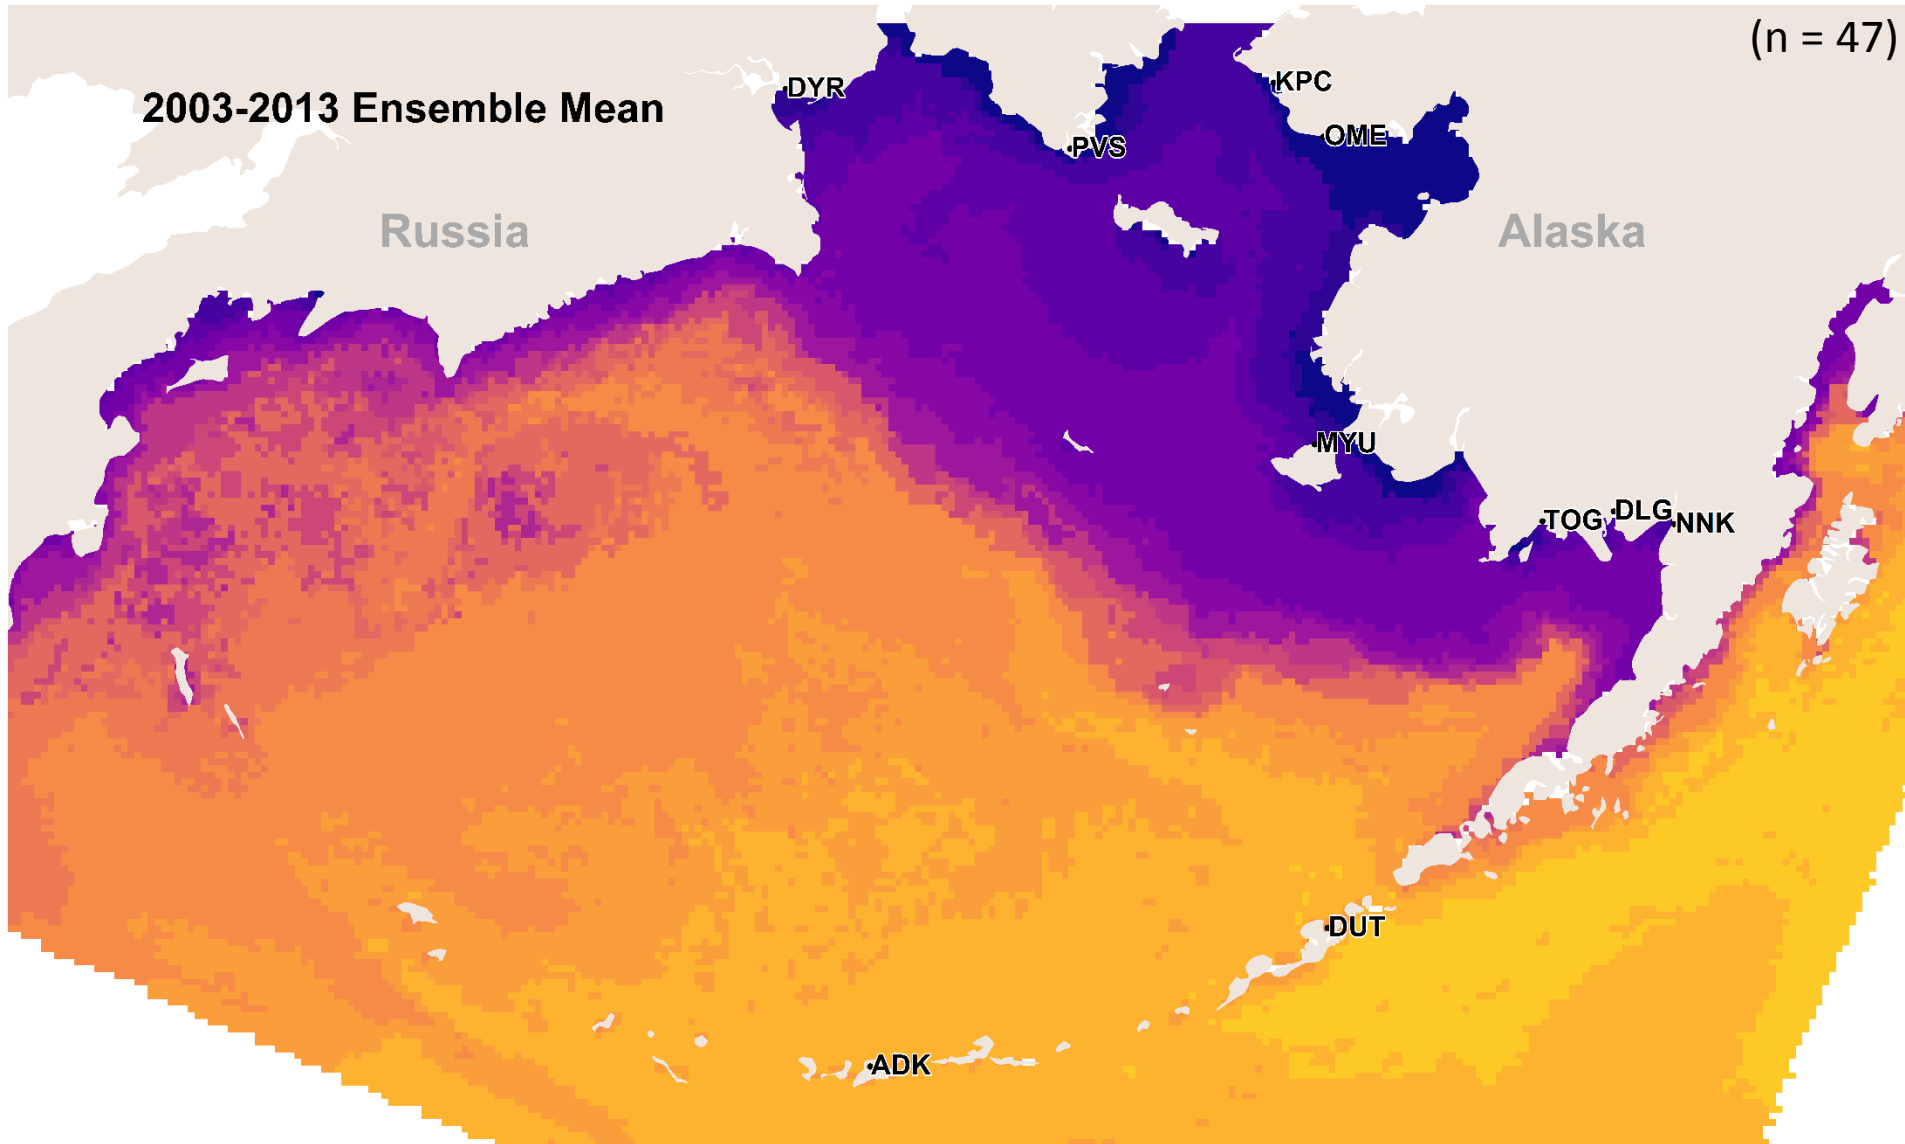 (n = 47)
2003-2013 Ensemble Mean
DYR
KPC
OME
PVS
Russia
Alaska
MYU
TOG
DLG
NNK
DUT
ADK